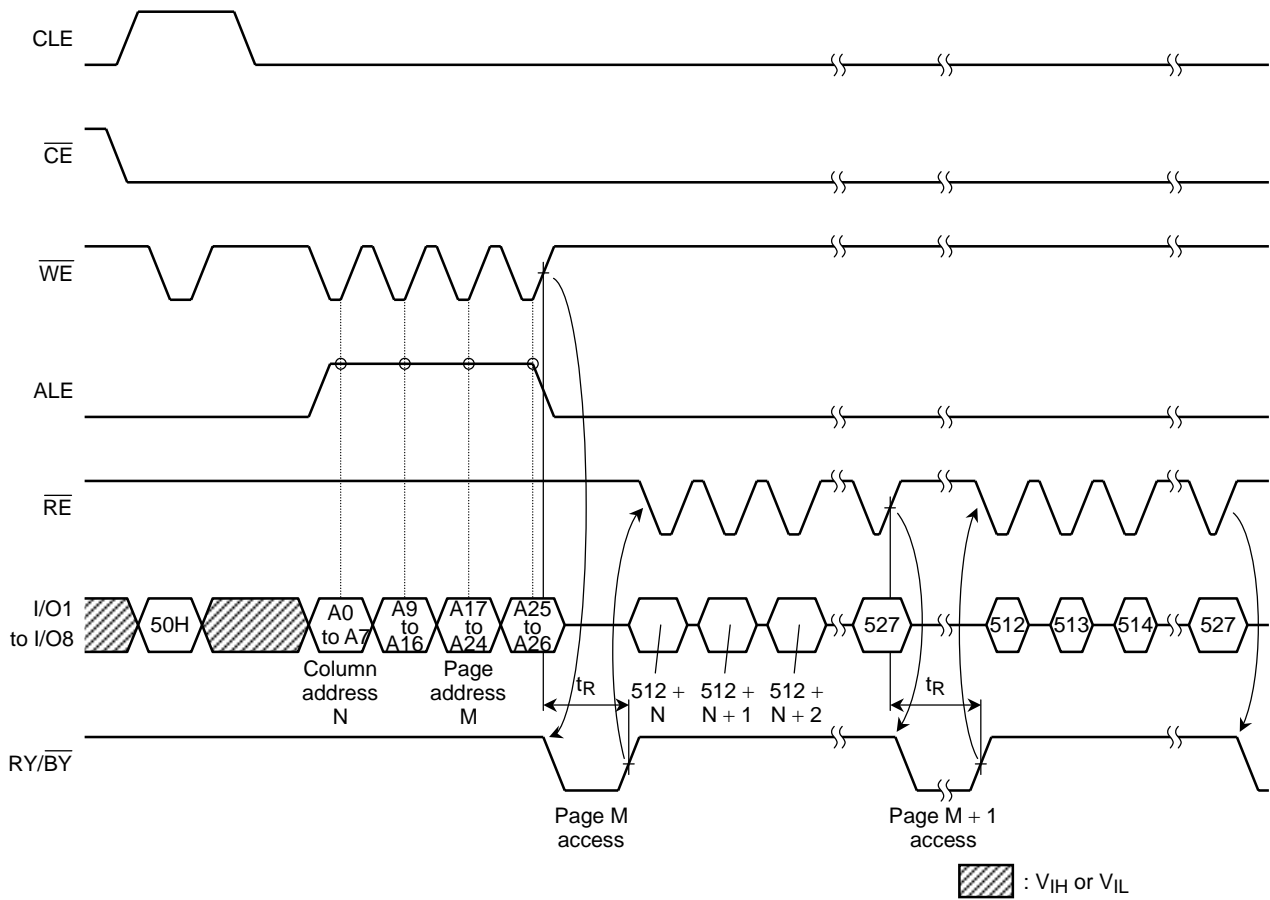 CLE
CE
WE
ALE
RE
I/O1
to I/O8
50H
A0
to A7
A9
to
A16
A17
to
A24
A25
to
A26
527
512
513
514
527
Column
address
N
Page
address
M
tR
512 +
N
512 +
N + 1
512 +
N + 2
tR
RY/BY
Page M
access
Page M + 1
access
: VIH or VIL